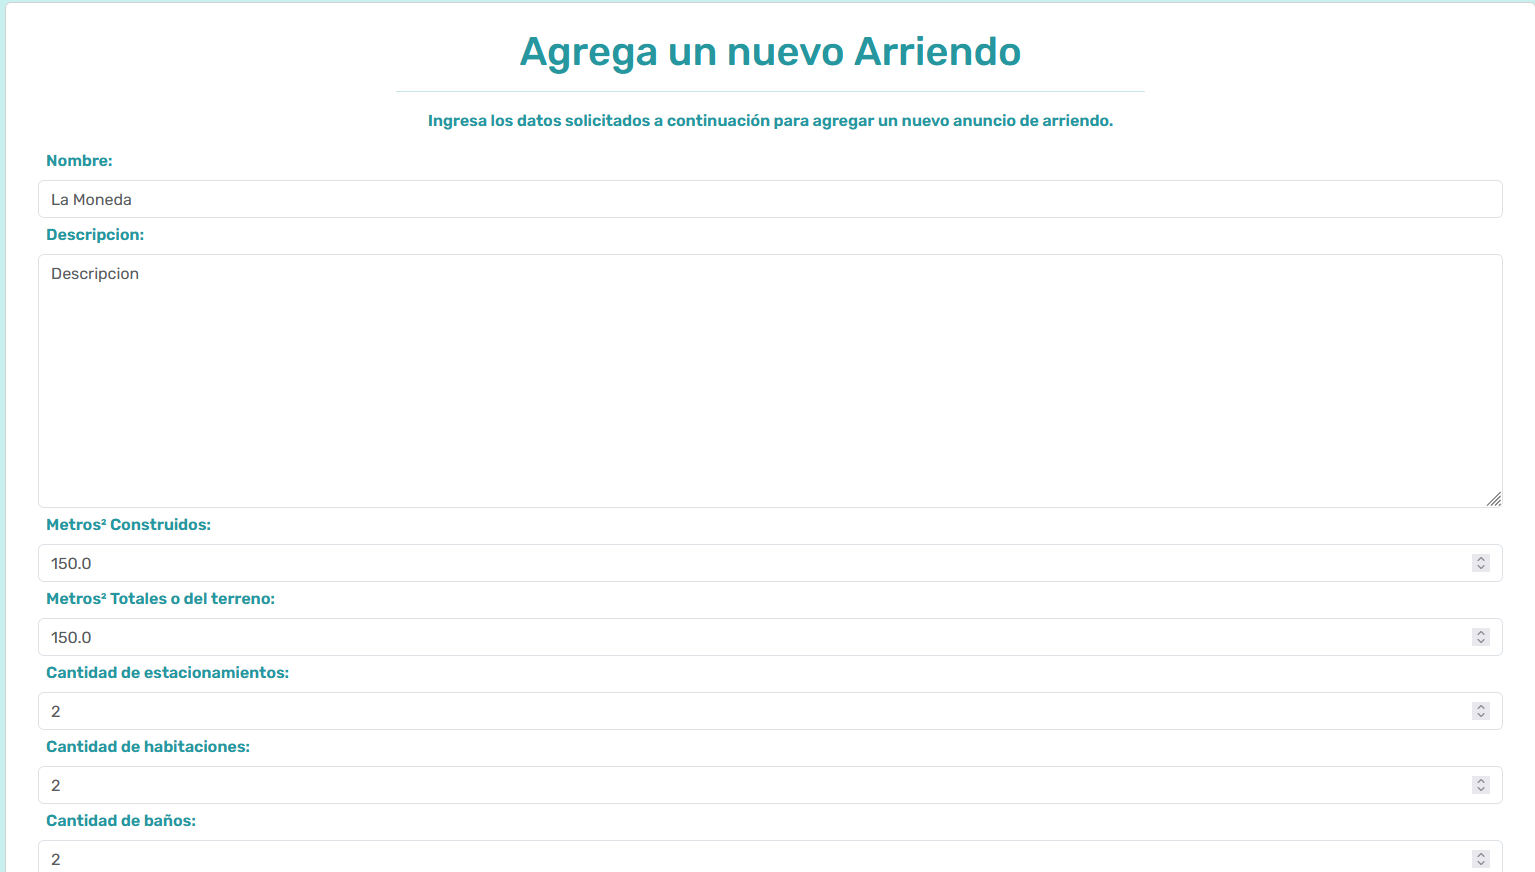 Agrega un nuevo Arriendo
Ingresa los datos solicitados a continuación para agregar un nuevo anuncio de arriendo.
Nombre:
La Moneda
Descripcion:
Descripcion
Metros² Construidos:
150.0
Metros² Totales o del terreno:
150.0
Cantidad de estacionamientos:
2
Cantidad de habitaciones:
2
Cantidad de baños:
2